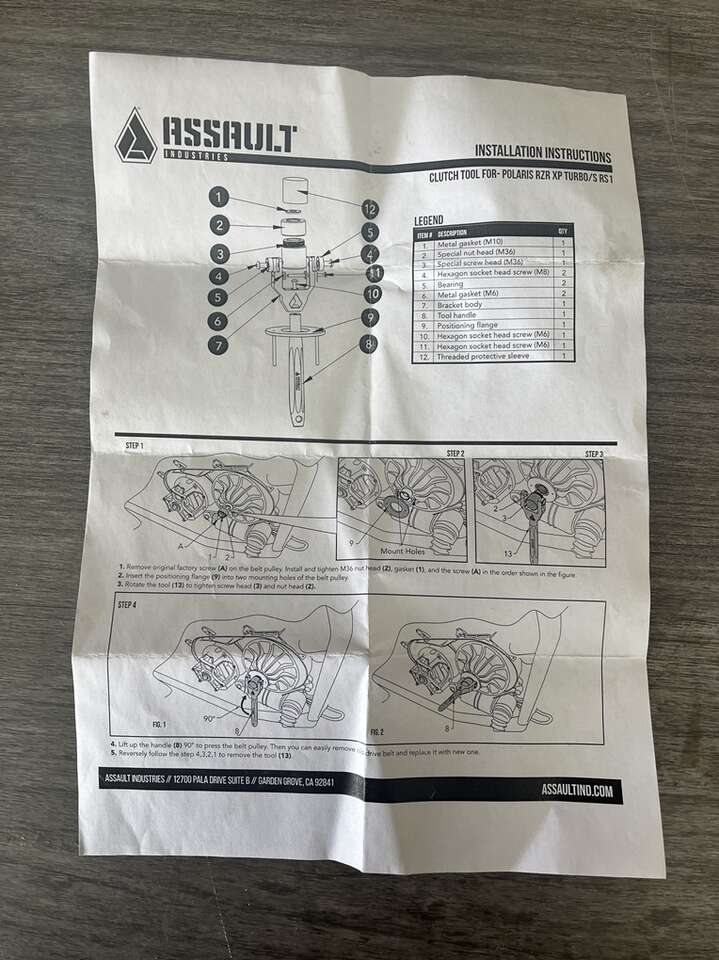 ASSAULT
INDUSTRIES
INSTALLATION INSTRUCTIONS
CLUTCH TOOL FOR- POLARIS RZR XP TURBO/S RS1
1
2
3
4
5
6
7
12
5
4
11
10
9
8
LEGEND
ITEM # DESCRIPTION QTY
1. Metal gasket (M10) 1
2. Special nut head (M36) 1
3. Special screw head (M36) 1
4. Hexagon socket head screw (M8) 2
5. Bearing 2
6. Metal gasket (M6) 2
7. Bracket body 1
8. Tool handle 1
9. Positioning flange 1
10. Hexagon socket head screw (M6) 1
11. Hexagon socket head screw (M6) 1
12. Threaded protective sleeve 1
STEP 1
A
1 2
STEP 2
9
Mount Holes
STEP 3
2
3
13
1. Remove original factory screw (A) on the belt pulley. Install and tighten M36 nut head (2), gasket (1), and the screw (A) in the order shown in the figure
2. Insert the positioning flange (9) into two mounting holes of the belt pulley.
3. Rotate the tool (13) to tighten screw head (3) and nut head (2).
STEP 4
FIG. 1
90°
8
FIG. 2
8
4. Lift up the handle (8) 90° to press the belt pulley. Then you can easily remove old drive belt and replace it with new one.
5. Reversely follow the step 4,3,2,1 to remove the tool (13)
ASSAULT INDUSTRIES // 12700 PALA DRIVE SUITE B // GARDEN GROVE, CA 92841
ASSAULTIND.COM